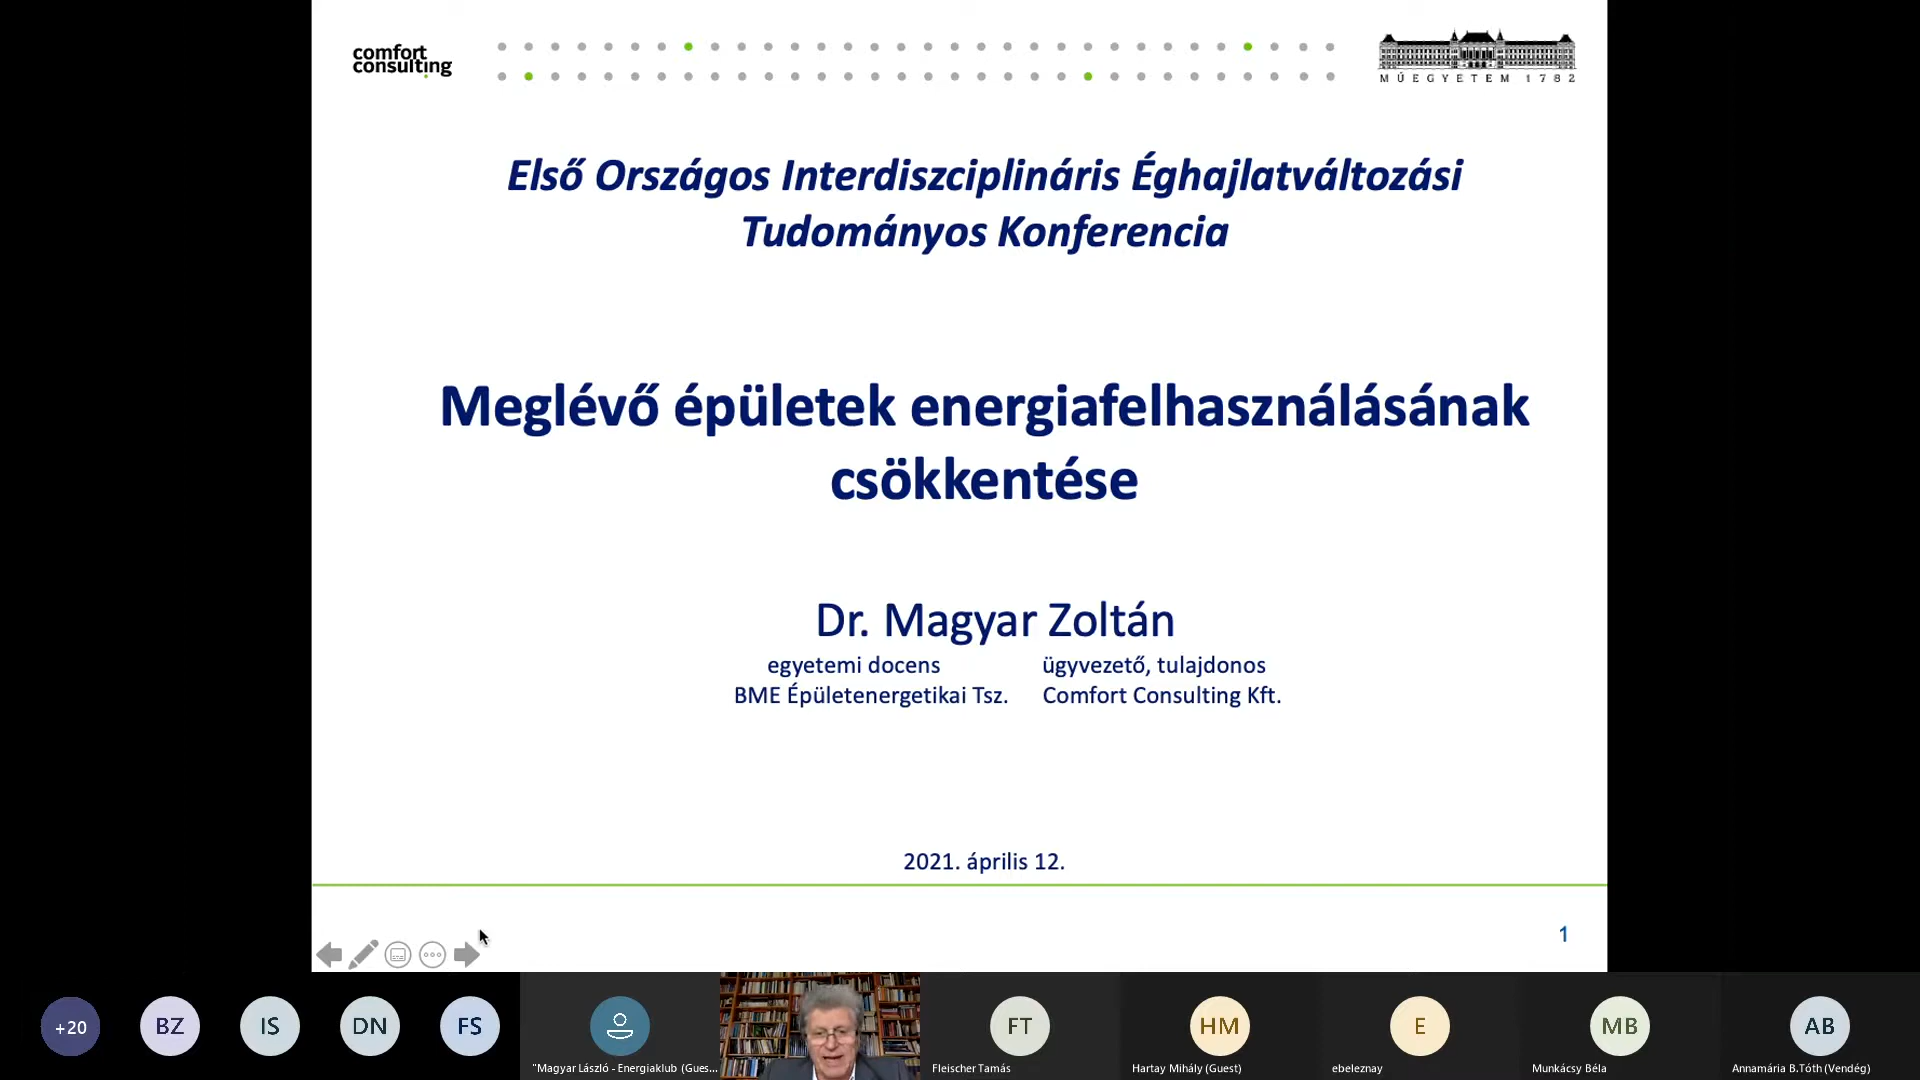 comfort
consulting
MŰEGYETEM 1782
Első Országos Interdiszciplináris Éghajlatváltozási
Tudományos Konferencia
Meglévő épületek energiafelhasználásának
csökkentése
Dr. Magyar Zoltán
egyetemi docens
BME Épületenergetikai Tsz.
ügyvezető, tulajdonos
Comfort Consulting Kft.
2021. április 12.
1
+20
BZ
IS
DN
FS
"Magyar László - Energiaklub (Gues...
FT
Fleischer Tamás
HM
Hartay Mihály (Guest)
E
ebeleznay
MB
Munkácsy Béla
AB
Annamária B.Tóth (Vendég)